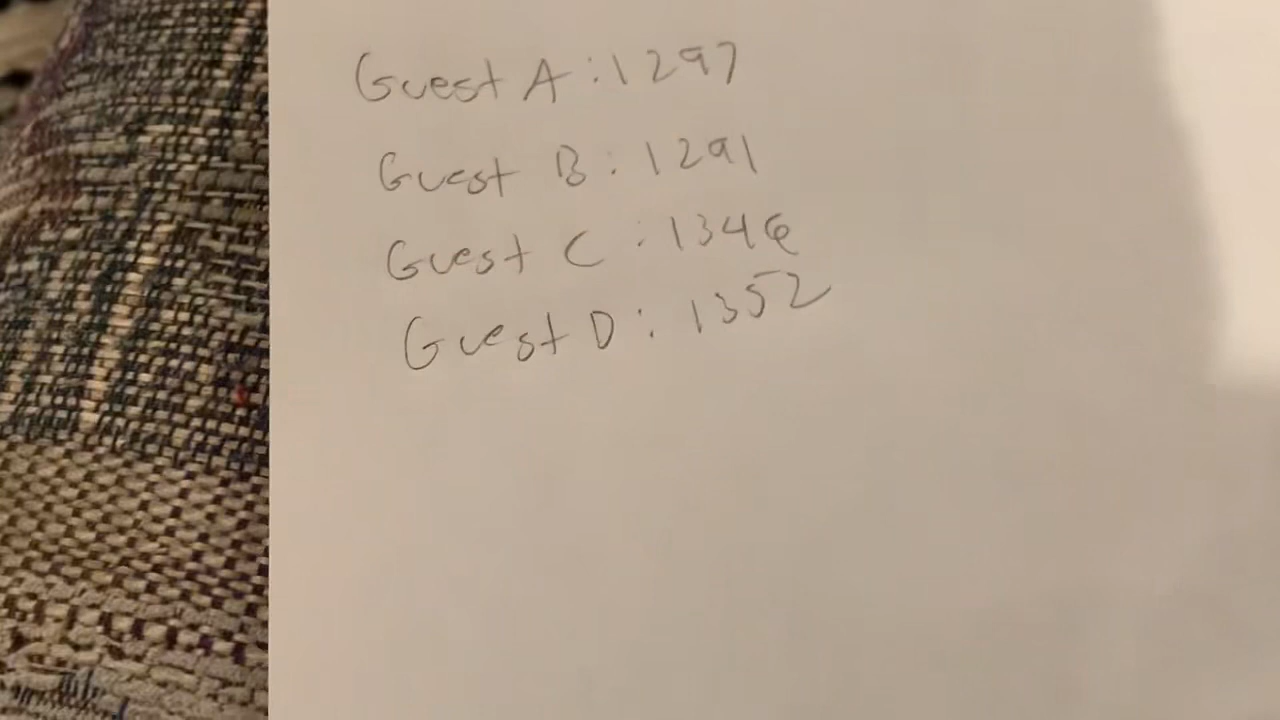 Guest A : 1297
Guest B : 1291
Guest C : 1346
Guest D : 1352